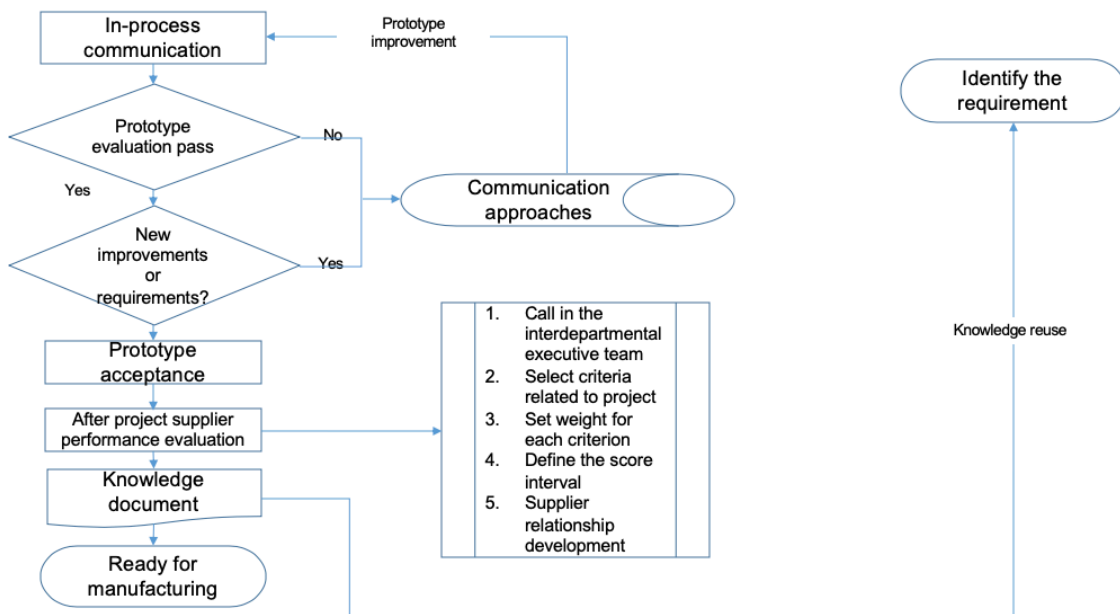 In-process
communication
Prototype
improvement
Identify the
requirement
Prototype
evaluation pass
No
Yes
Communication
approaches
New
improvements
or
requirements?
Yes
Prototype
acceptance
After project supplier
performance evaluation
Knowledge
document
Ready for
manufacturing
1. Call in the
interdepartmental
executive team
2. Select criteria
related to project
3. Set weight for
each criterion
4. Define the score
interval
5. Supplier
relationship
development
Knowledge reuse